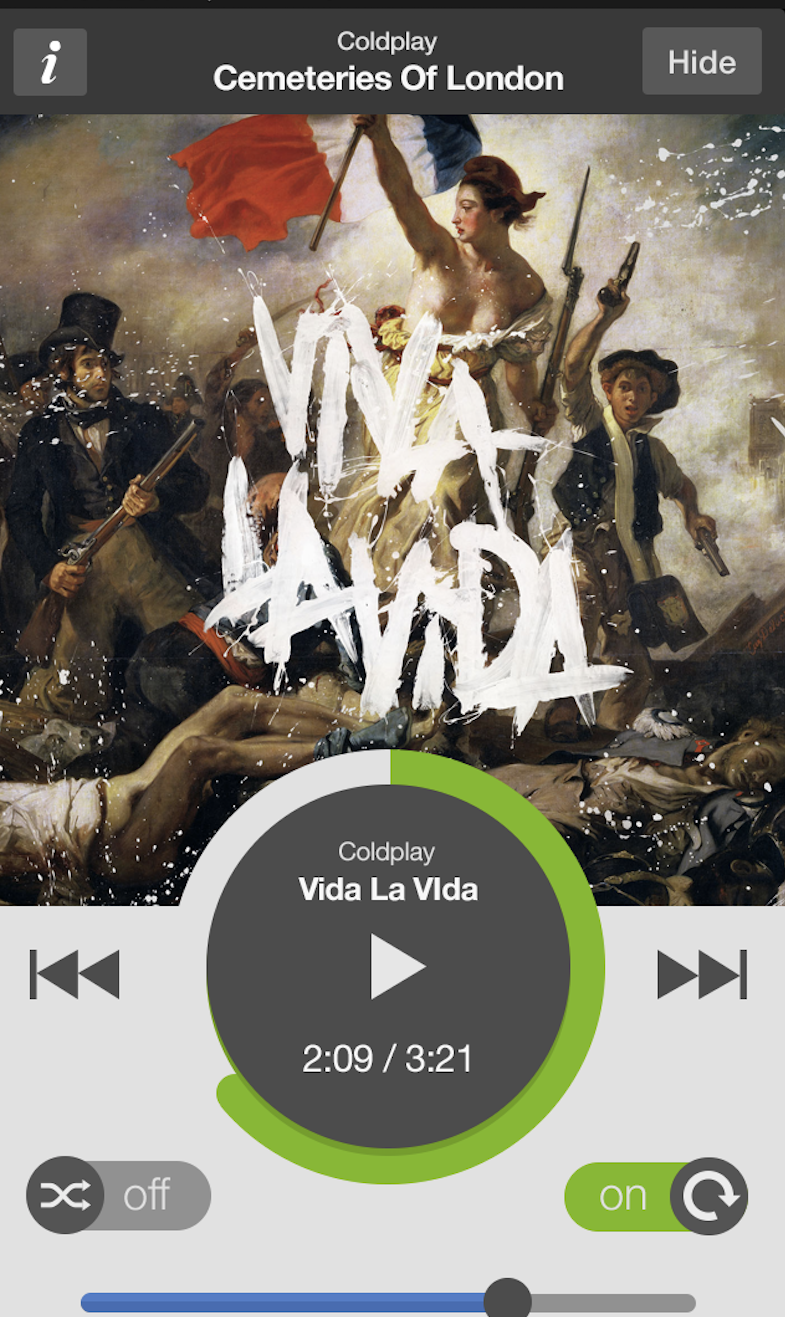 i
Coldplay
Cemeteries Of London
Hide
VIVA
LA VIDA
Coldplay
Vida La VIda
2:09 / 3:21
off
on